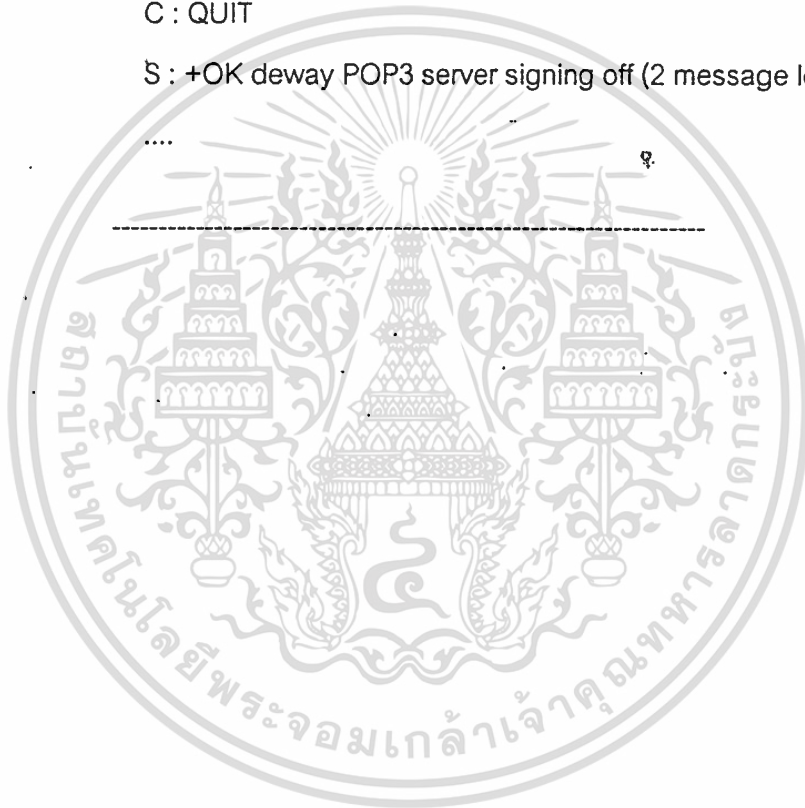 C : QUIT
S : +OK deway POP3 server signing off (2 message
....
สถาบันเทคโนโลยีพระจอมเกล้าเจ้าคุณทหารลาดกระบัง